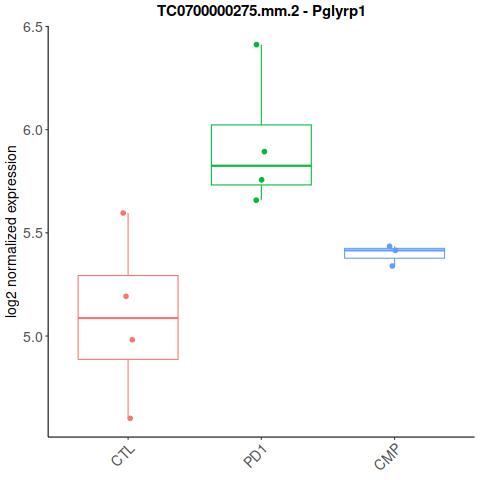 TC0700000275.mm.2 - Pglyrp1
log2 normalized expression
6.5
6.0
5.5
5.0
CTL
PD1
CMP